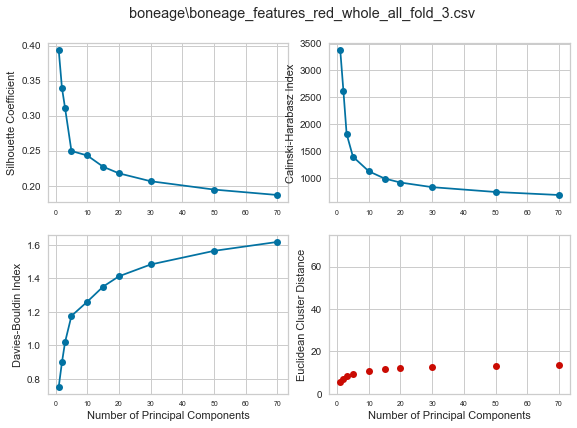 boneage\boneage_features_red_whole_all_fold_3.csv
Silhouette Coefficient
0.40
0.35
0.30
0.25
0.20
0 10 20 30 40 50 60 70
Calinski-Harabasz Index
3500
3000
2500
2000
1500
1000
0 10 20 30 40 50 60 70
Davies-Bouldin Index
1.6
1.4
1.2
1.0
0.8
0 10 20 30 40 50 60 70
Number of Principal Components
Euclidean Cluster Distance
60
40
20
0
0 10 20 30 40 50 60 70
Number of Principal Components